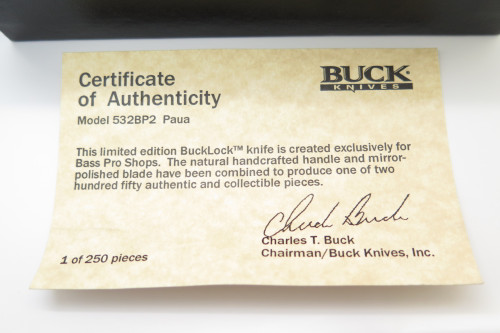 Certificate
of Authenticity
Model 532BP2 Paua
BUCK
KNIVES
This limited edition BuckLock™ knife is created exclusively for
Bass Pro Shops. The natural handcrafted handle and mirror-
polished blade have been combined to produce one of two
hundred fifty authentic and collectible pieces.
Chuck Buck
Charles T. Buck
Chairman/Buck Knives, Inc.
1 of 250 pieces